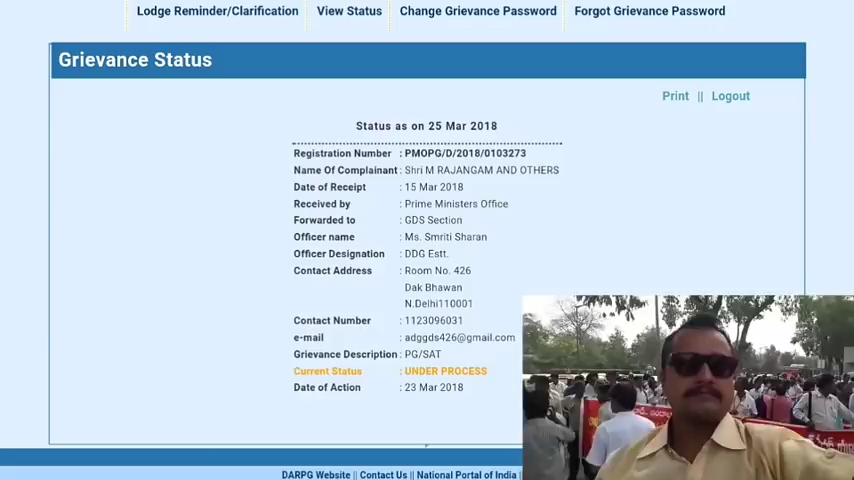 Lodge Reminder/Clarification View Status Change Grievance Password Forgot Grievance Password
Grievance Status
Print || Logout
Status as on 25 Mar 2018
Registration Number : PMOPG/D/2018/0103273
Name Of Complainant : Shri M RAJANGAM AND OTHERS
Date of Receipt : 15 Mar 2018
Received by : Prime Ministers Office
Forwarded to : GDS Section
Officer name : Ms. Smriti Sharan
Officer Designation : DDG Estt.
Contact Address : Room No. 426
Dak Bhawan
N.Delhi110001
Contact Number : 1123096031
e-mail : adggds426@gmail.com
Grievance Description : PG/SAT
Current Status : UNDER PROCESS
Date of Action : 23 Mar 2018
DARPG Website || Contact Us || National Portal of India ||